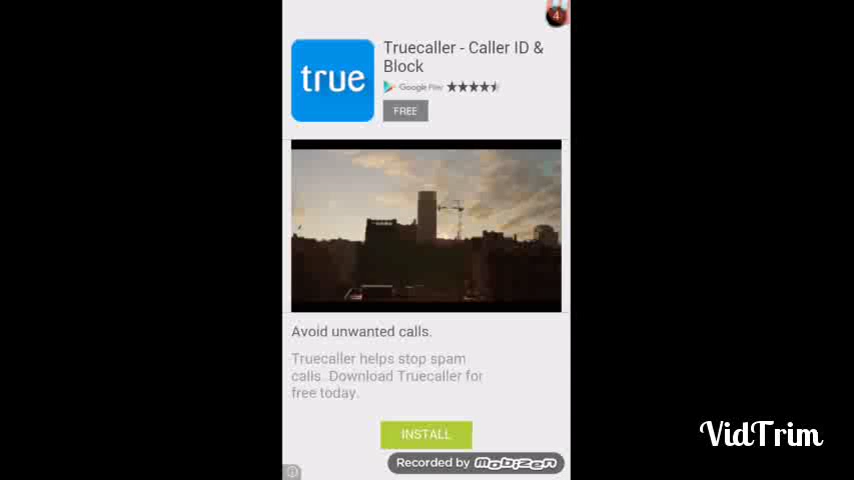 4
true
Truecaller - Caller ID &
Block
Google Play
FREE
Avoid unwanted calls.
Truecaller helps stop spam
calls. Download Truecaller for
free today.
INSTALL
Recorded by mobizen
VidTrim